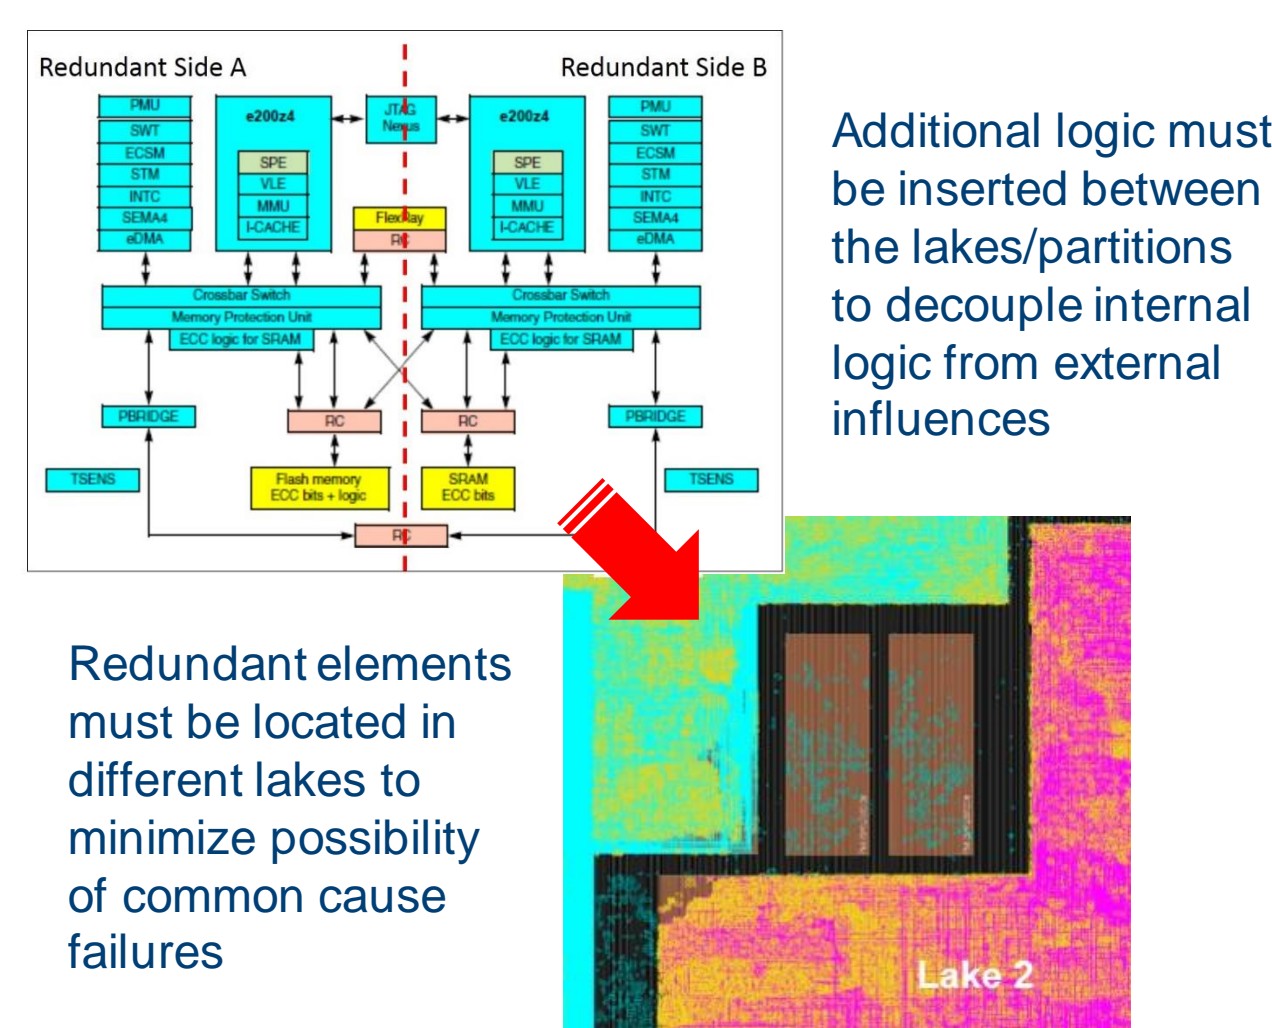 Redundant Side A
Redundant Side B
PMU
SWT
ECSM
STM
INTC
SEMA4
eDMA
e200z4
SPE
VLE
MMU
I-CACHE
JTAG
Nexus
FlexRay
RC
e200z4
SPE
VLE
MMU
I-CACHE
PMU
SWT
ECSM
STM
INTC
SEMA4
eDMA
Crossbar Switch
Memory Protection Unit
ECC logic for SRAM
Crossbar Switch
Memory Protection Unit
ECC logic for SRAM
PBRIDGE
RC
RC
PBRIDGE
TSENS
Flash memory
ECC bits + logic
SRAM
ECC bits
TSENS
RC
Additional logic must
be inserted between
the lakes/partitions
to decouple internal
logic from external
influences
Redundant elements
must be located in
different lakes to
minimize possibility
of common cause
failures
Lake 2